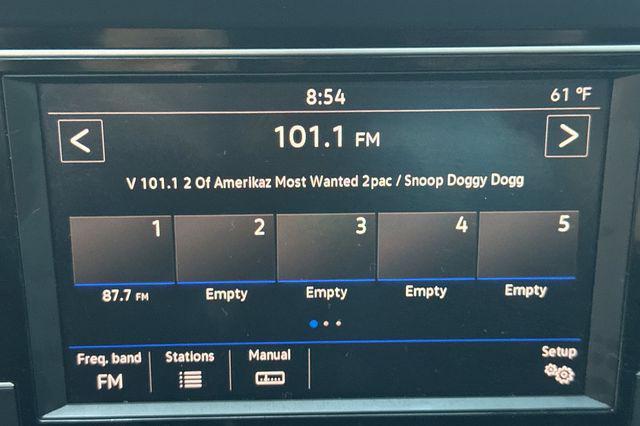 8:54 61 °F
< 101.1 FM >
V 101.1 2 Of Amerikaz Most Wanted 2pac / Snoop Doggy Dogg
1 2 3 4 5
87.7 FM Empty Empty Empty Empty
Freq. band Stations Manual Setup
FM